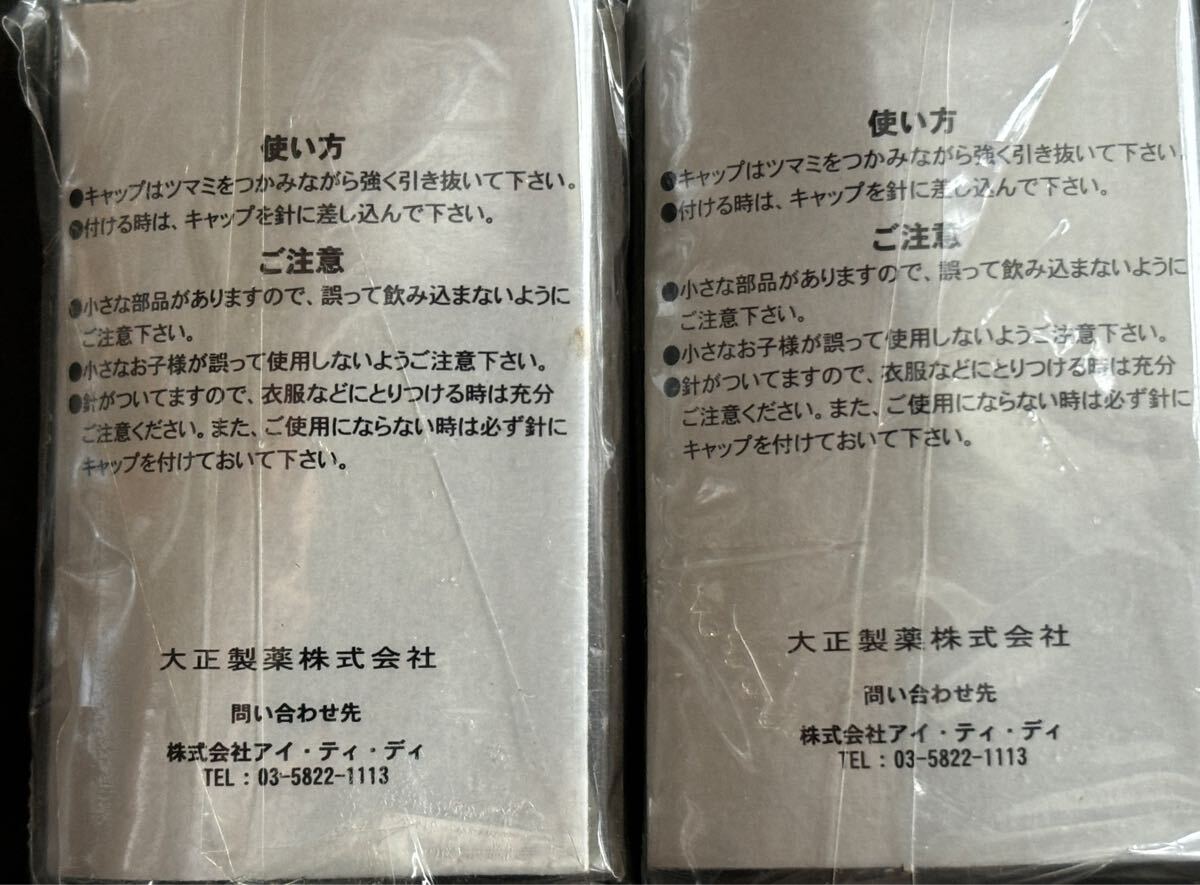 使い方
●キャップはツマミをつかみながら強く引き抜いて下さい。
●付ける時は、キャップを針に差し込んで下さい。
ご注意
●小さな部品がありますので、誤って飲み込まないように
ご注意下さい。
●小さなお子様が誤って使用しないようご注意下さい。
●針がついてますので、衣服などにとりつける時は充分
ご注意ください。また、ご使用にならない時は必ず針に
キャップを付けておいて下さい。
大正製薬株式会社
問い合わせ先
株式会社アイ・ティ・ディ
TEL：03-5822-1113
使い方
●キャップはツマミをつかみながら強く引き抜いて下さい。
●付ける時は、キャップを針に差し込んで下さい。
ご注意
●小さな部品がありますので、誤って飲み込まないように
ご注意下さい。
●小さなお子様が誤って使用しないようご注意下さい。
●針がついてますので、衣服などにとりつける時は充分
ご注意ください。また、ご使用にならない時は必ず針に
キャップを付けておいて下さい。
大正製薬株式会社
問い合わせ先
株式会社アイ・ティ・ディ
TEL：03-5822-1113